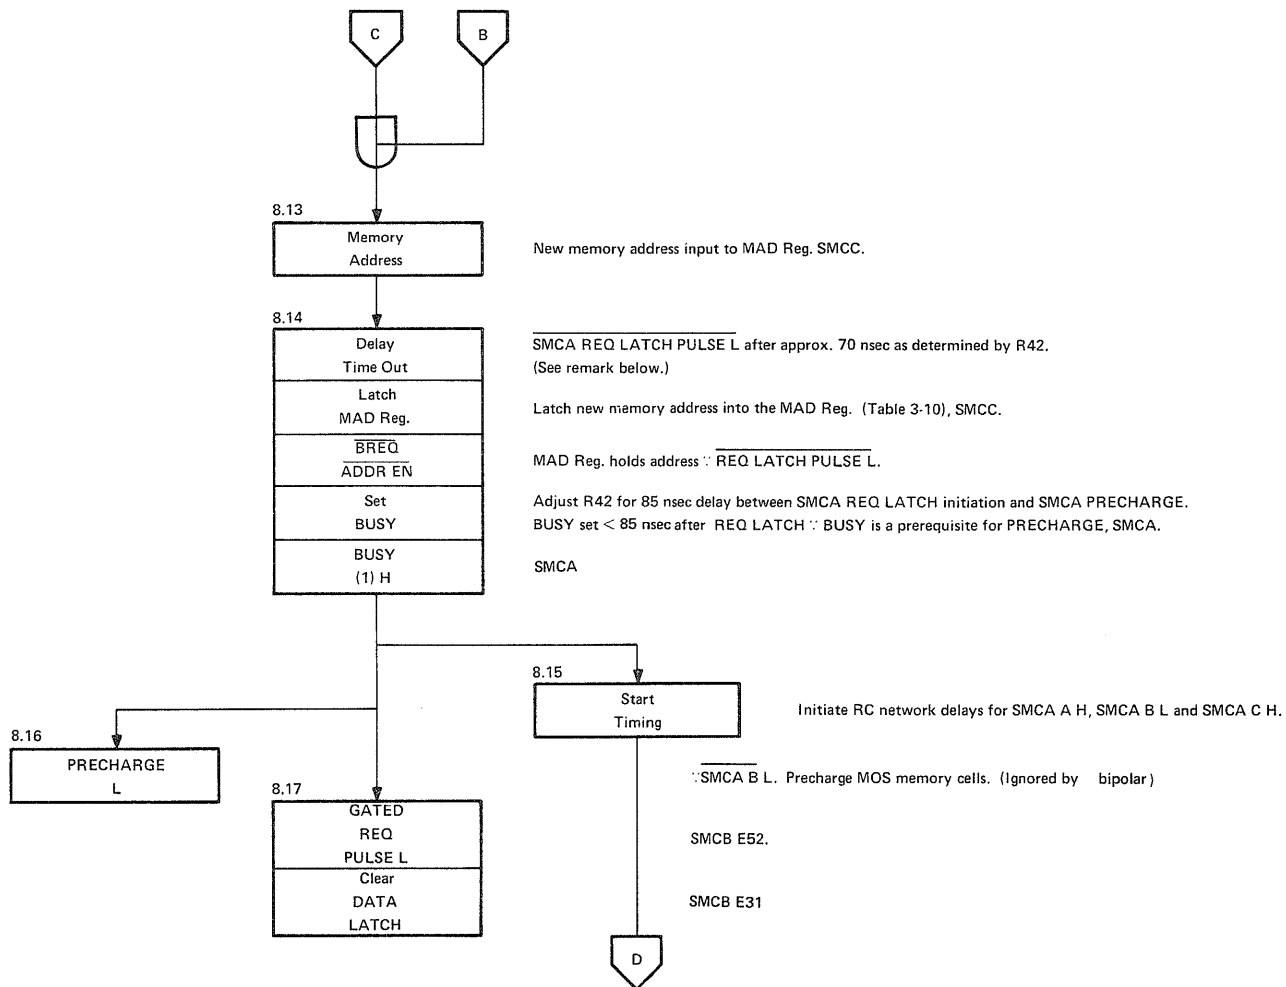 C
B
8.13
Memory
Address
New memory address input to MAD Reg. SMCC.
8.14
Delay
Time Out
SMCA REQ LATCH PULSE L after approx. 70 nsec as determined by R42.
(See remark below.)
Latch
MAD Reg.
Latch new memory address into the MAD Reg. (Table 3-10), SMCC.
BREQ
ADDR EN
MAD Reg. holds address ∵ REQ LATCH PULSE L.
Set
BUSY
Adjust R42 for 85 nsec delay between SMCA REQ LATCH initiation and SMCA PRECHARGE.
BUSY set < 85 nsec after REQ LATCH ∵ BUSY is a prerequisite for PRECHARGE, SMCA.
BUSY
(1) H
SMCA
8.15
Start
Timing
Initiate RC network delays for SMCA A H, SMCA B L and SMCA C H.
8.16
PRECHARGE
L
∵ SMCA B L. Precharge MOS memory cells. (Ignored by bipolar)
8.17
GATED
REQ
PULSE L
SMCB E52.
Clear
DATA
LATCH
SMCB E31
D